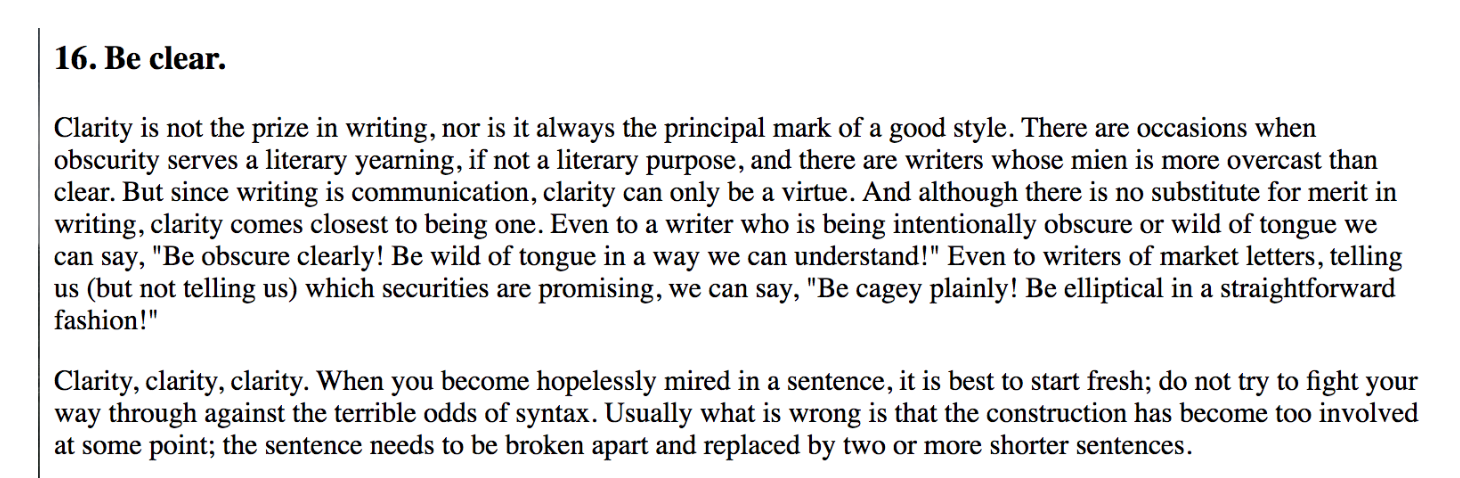 16. Be clear.
Clarity is not the prize in writing, nor is it always the principal mark of a good style. There are occasions when
obscurity serves a literary yearning, if not a literary purpose, and there are writers whose mien is more overcast than
clear. But since writing is communication, clarity can only be a virtue. And although there is no substitute for merit in
writing, clarity comes closest to being one. Even to a writer who is being intentionally obscure or wild of tongue we
can say, "Be obscure clearly! Be wild of tongue in a way we can understand!" Even to writers of market letters, telling
us (but not telling us) which securities are promising, we can say, "Be cagey plainly! Be elliptical in a straightforward
fashion!"
Clarity, clarity, clarity. When you become hopelessly mired in a sentence, it is best to start fresh; do not try to fight your
way through against the terrible odds of syntax. Usually what is wrong is that the construction has become too involved
at some point; the sentence needs to be broken apart and replaced by two or more shorter sentences.